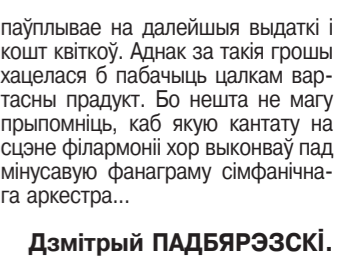 паўплывае на далейшыя выдаткі і
кошт квіткоў. Аднак за такія грошы
хацелася б пабачыць цалкам вар-
тасны прадукт. Бо нешта не магу
прыпомніць, каб якую кантату на
сцэне філармоніі хор выконваў пад
мінусавую фанаграму сімфанічна-
га аркестра...
Дзмітрый ПАДБЯРЭЗСКІ.